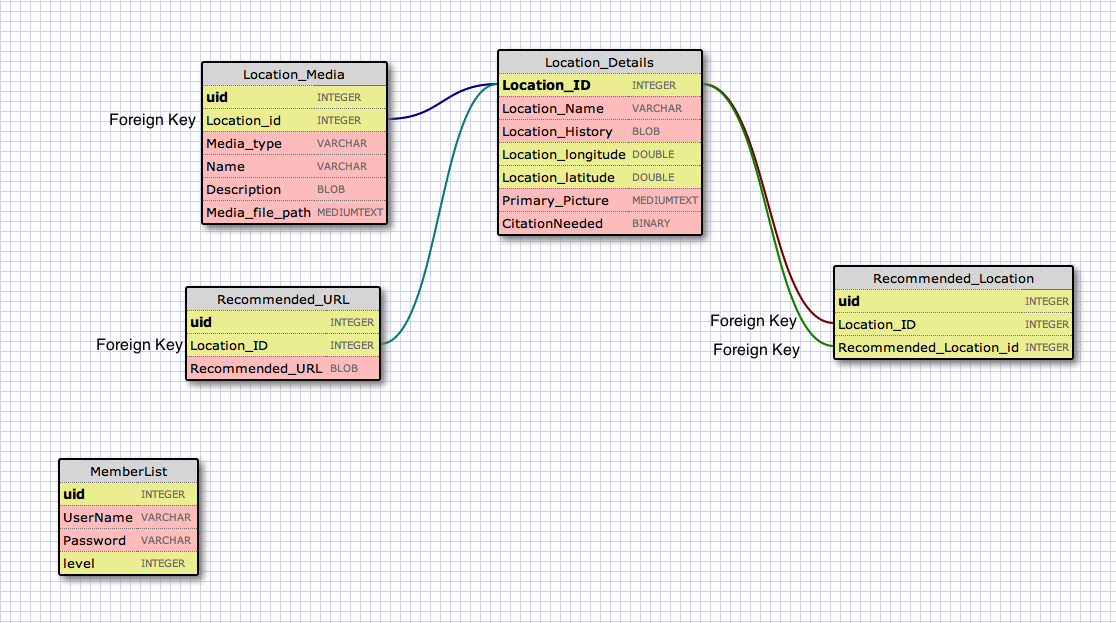 Location_Media
uid INTEGER
Foreign Key Location_id INTEGER
Media_type VARCHAR
Name VARCHAR
Description BLOB
Media_file_path MEDIUMTEXT
Location_Details
Location_ID INTEGER
Location_Name VARCHAR
Location_History BLOB
Location_longitude DOUBLE
Location_latitude DOUBLE
Primary_Picture MEDIUMTEXT
CitationNeeded BINARY
Recommended_URL
uid INTEGER
Foreign Key Location_ID INTEGER
Recommended_URL BLOB
Recommended_Location
uid INTEGER
Foreign Key Location_ID INTEGER
Foreign Key Recommended_Location_id INTEGER
MemberList
uid INTEGER
UserName VARCHAR
Password VARCHAR
level INTEGER